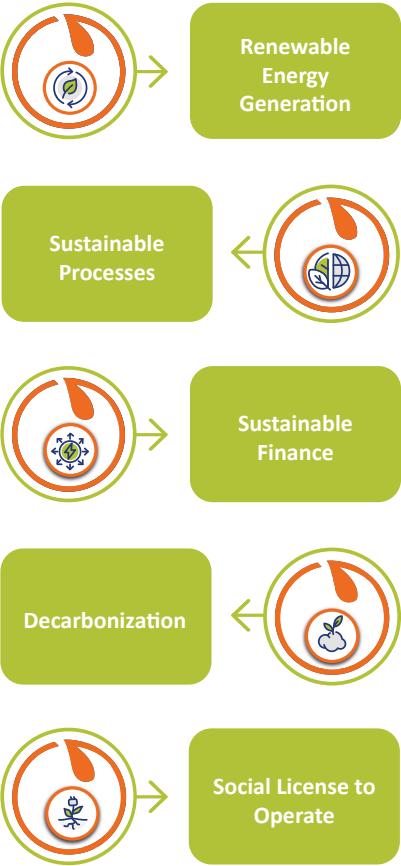 Renewable
Energy
Generation
Sustainable
Processes
Sustainable
Finance
Decarbonization
Social License to
Operate